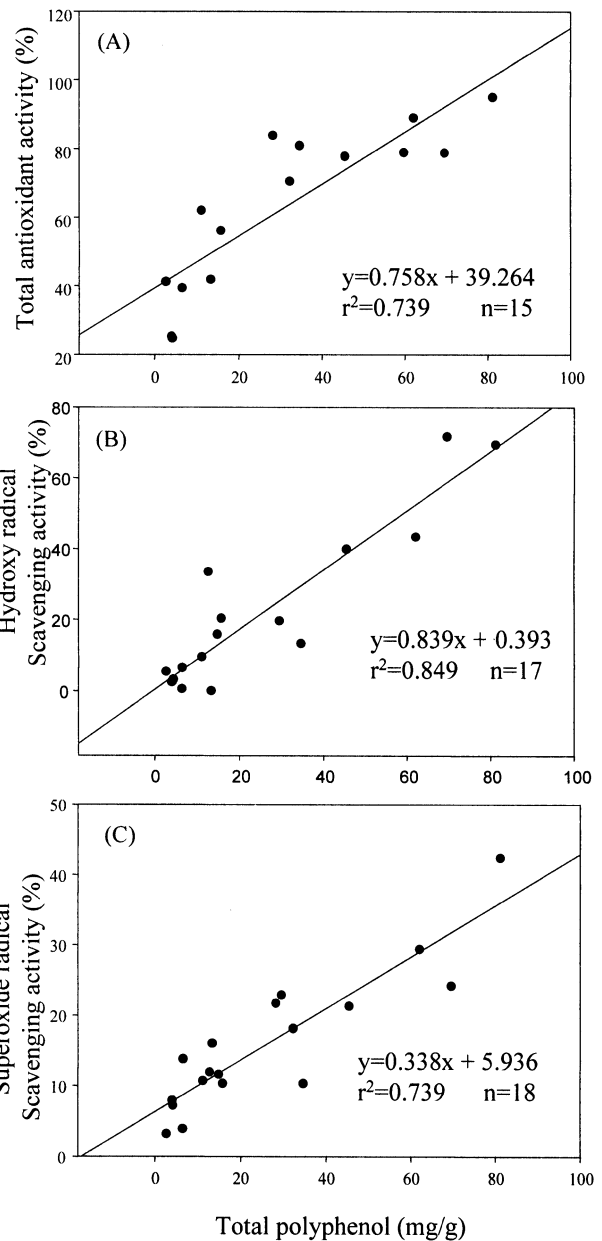 (A)
Total antioxidant activity (%)
120
100
80
60
40
20
y=0.758x + 39.264
r²=0.739 n=15
0 20 40 60 80 100
(B)
Hydroxy radical
Scavenging activity (%)
80
60
40
20
0
y=0.839x + 0.393
r²=0.849 n=17
0 20 40 60 80 100
(C)
Superoxide radical
Scavenging activity (%)
50
40
30
20
10
0
y=0.338x + 5.936
r²=0.739 n=18
0 20 40 60 80 100
Total polyphenol (mg/g)